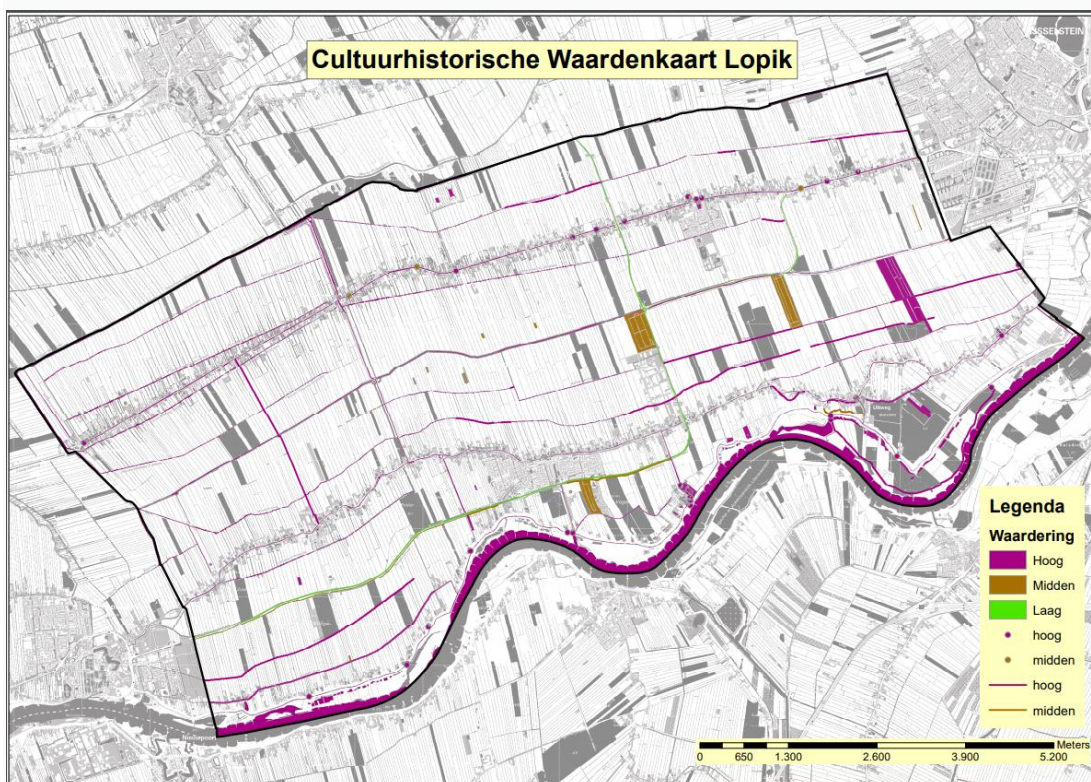 Cultuurhistorische Waardenkaart Lopik
Uitweg
Legenda
Waardering
Hoog
Midden
Laag
hoog
midden
hoog
midden
Meters
0 650 1.300 2.600 3.900 5.200